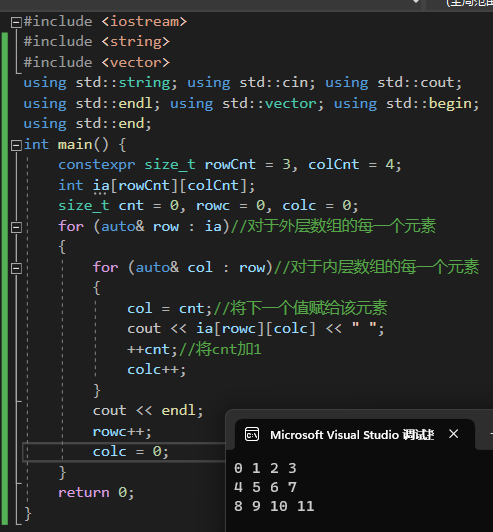 (全局范围
#include <iostream>
#include <string>
#include <vector>
using std::string; using std::cin; using std::cout;
using std::endl; using std::vector; using std::begin;
using std::end;
int main() {
    constexpr size_t rowCnt = 3, colCnt = 4;
    int ia[rowCnt][colCnt];
    size_t cnt = 0, rowc = 0, colc = 0;
    for (auto& row : ia)//对于外层数组的每一个元素
    {
        for (auto& col : row)//对于内层数组的每一个元素
        {
            col = cnt;//将下一个值赋给该元素
            cout << ia[rowc][colc] << " ";
            ++cnt;//将cnt加1
            colc++;
        }
        cout << endl;
        rowc++;
        colc = 0;
    }
    return 0;
}
Microsoft Visual Studio 调试
0 1 2 3
4 5 6 7
8 9 10 11